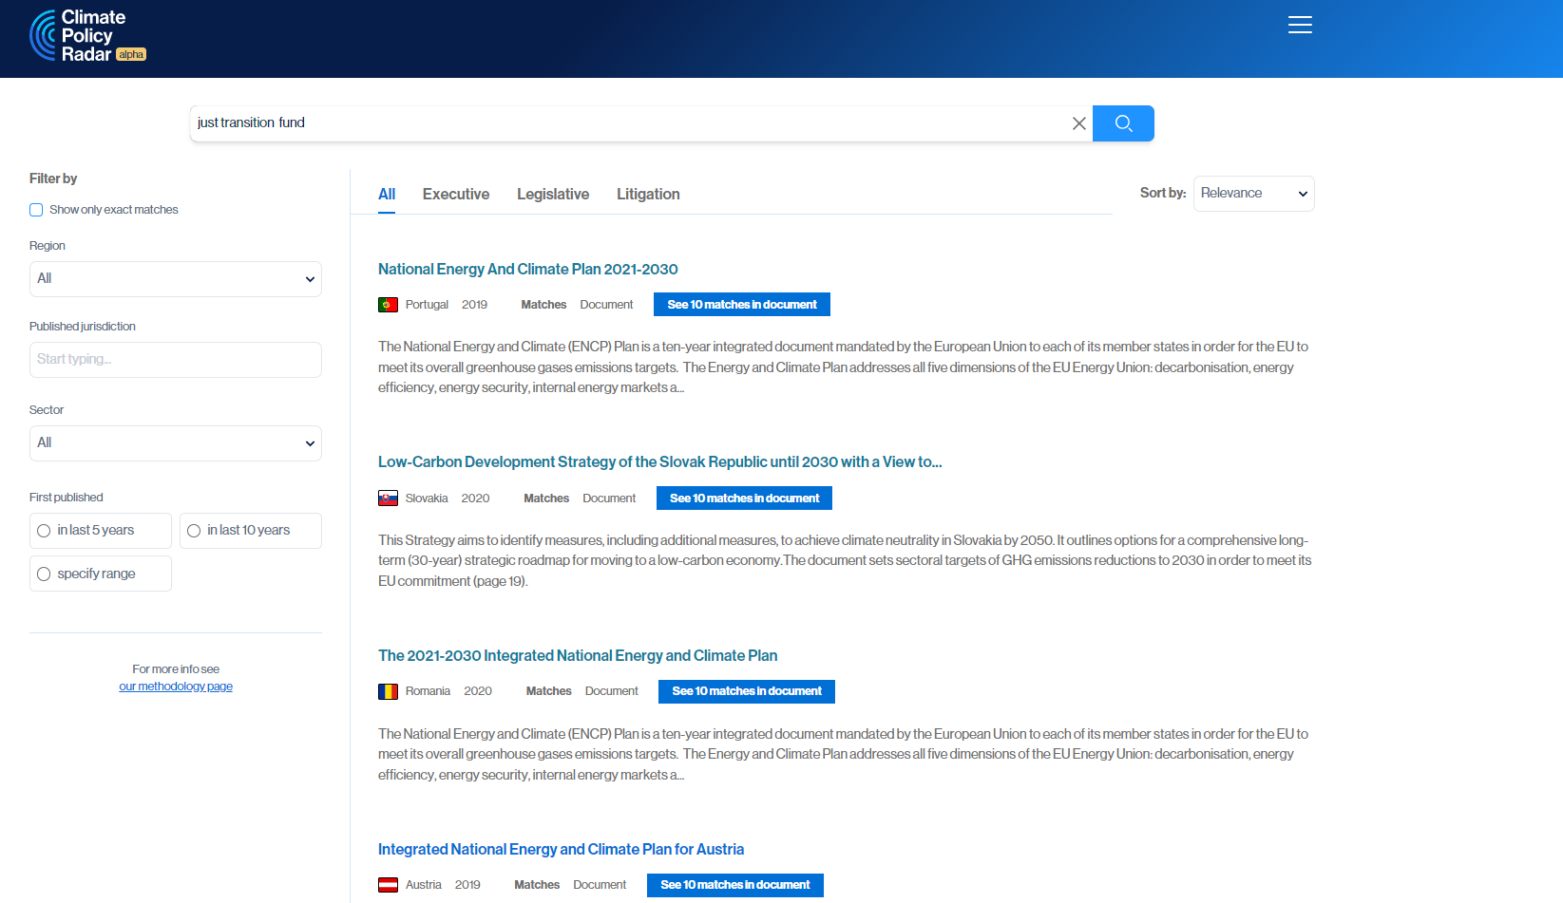 Climate
Policy
Radar alpha
just transition fund
Filter by
Show only exact matches
Region
All
Published jurisdiction
Start typing...
Sector
All
First published
in last 5 years
in last 10 years
specify range
For more info see
our methodology page
All Executive Legislative Litigation
Sort by: Relevance
National Energy And Climate Plan 2021-2030
Portugal 2019 Matches Document See 10 matches in document
The National Energy and Climate (ENCP) Plan is a ten-year integrated document mandated by the European Union to each of its member states in order for the EU to
meet its overall greenhouse gases emissions targets. The Energy and Climate Plan addresses all five dimensions of the EU Energy Union: decarbonisation, energy
efficiency, energy security, internal energy markets a...
Low-Carbon Development Strategy of the Slovak Republic until 2030 with a View to...
Slovakia 2020 Matches Document See 10 matches in document
This Strategy aims to identify measures, including additional measures, to achieve climate neutrality in Slovakia by 2050. It outlines options for a comprehensive long-
term (30-year) strategic roadmap for moving to a low-carbon economy.The document sets sectoral targets of GHG emissions reductions to 2030 in order to meet its
EU commitment (page 19).
The 2021-2030 Integrated National Energy and Climate Plan
Romania 2020 Matches Document See 10 matches in document
The National Energy and Climate (ENCP) Plan is a ten-year integrated document mandated by the European Union to each of its member states in order for the EU to
meet its overall greenhouse gases emissions targets. The Energy and Climate Plan addresses all five dimensions of the EU Energy Union: decarbonisation, energy
efficiency, energy security, internal energy markets a...
Integrated National Energy and Climate Plan for Austria
Austria 2019 Matches Document See 10 matches in document